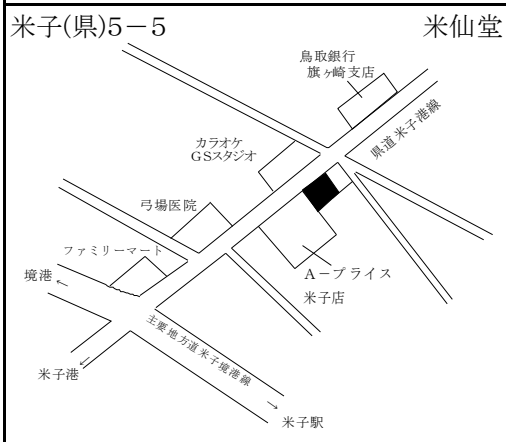 米子(県)5－5
米仙堂
鳥取銀行
旗ヶ崎支店
県道米子港線
カラオケ
GSスタジオ
弓場医院
ファミリーマート
境港
←
A－プライス
米子店
主要地方道米子境港線
米子港
←
→
米子駅